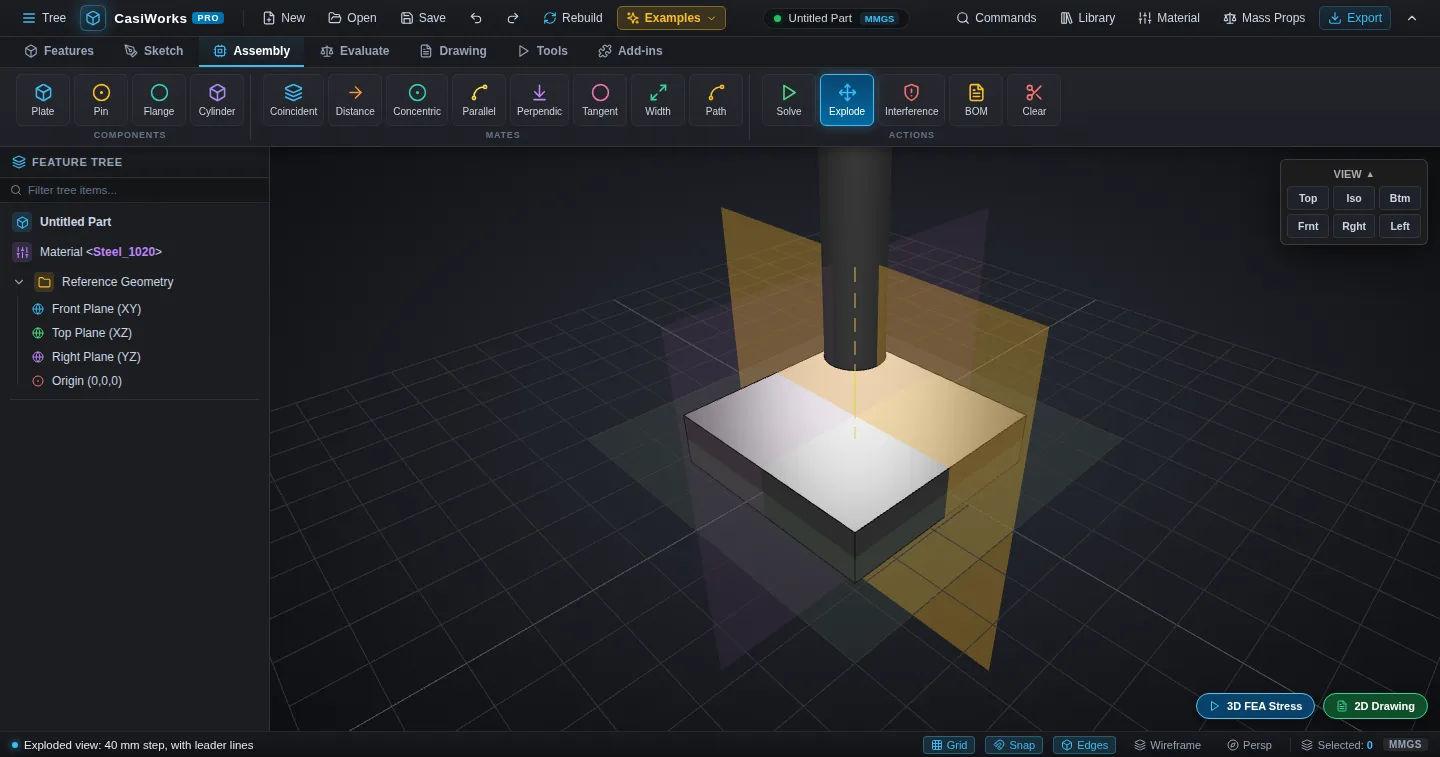 Tree CasiWorks PRO New Open Save Rebuild Examples Untitled Part MMGS Commands Library Material Mass Props Export
Features Sketch Assembly Evaluate Drawing Tools Add-ins
Plate Pin Flange Cylinder Coincident Distance Concentric Parallel Perpendic Tangent Width Path Solve Explode Interference BOM Clear
COMPONENTS MATES ACTIONS
FEATURE TREE
Filter tree items...
Untitled Part
Material <Steel_1020>
Reference Geometry
Front Plane (XY)
Top Plane (XZ)
Right Plane (YZ)
Origin (0,0,0)
VIEW ▲
Top Iso Btm
Frnt Rght Left
3D FEA Stress 2D Drawing
Exploded view: 40 mm step, with leader lines Grid Snap Edges Wireframe Persp Selected: 0 MMGS